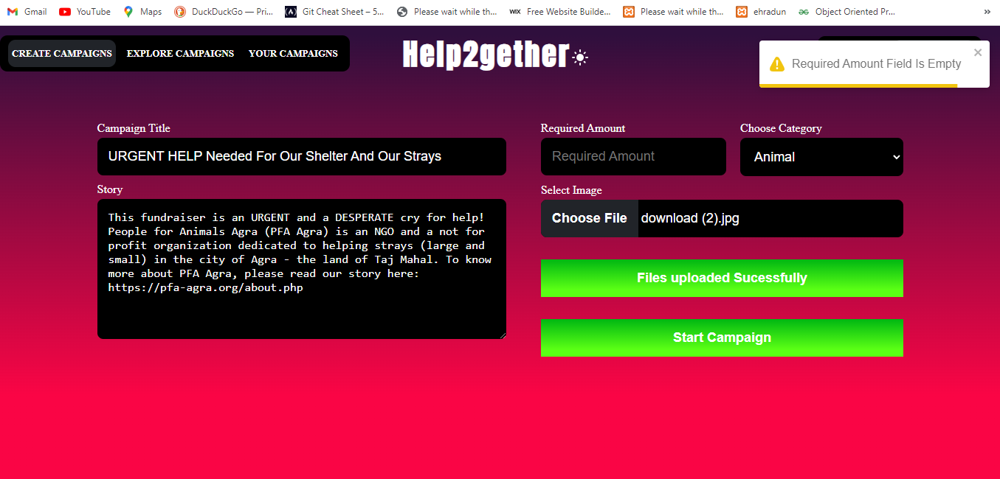 Gmail YouTube Maps DuckDuckGo — Pri... Git Cheat Sheet – 5... Please wait while th... WIX Free Website Builde... Please wait while th... ehradun Object Oriented Pr... »
CREATE CAMPAIGNS EXPLORE CAMPAIGNS YOUR CAMPAIGNS
Help2gether
Required Amount Field Is Empty
Campaign Title
URGENT HELP Needed For Our Shelter And Our Strays
Story
This fundraiser is an URGENT and a DESPERATE cry for help!
People for Animals Agra (PFA Agra) is an NGO and a not for
profit organization dedicated to helping strays (large and
small) in the city of Agra - the land of Taj Mahal. To know
more about PFA Agra, please read our story here:
https://pfa-agra.org/about.php
Required Amount
Required Amount
Choose Category
Animal
Select Image
Choose File download (2).jpg
Files uploaded Sucessfully
Start Campaign